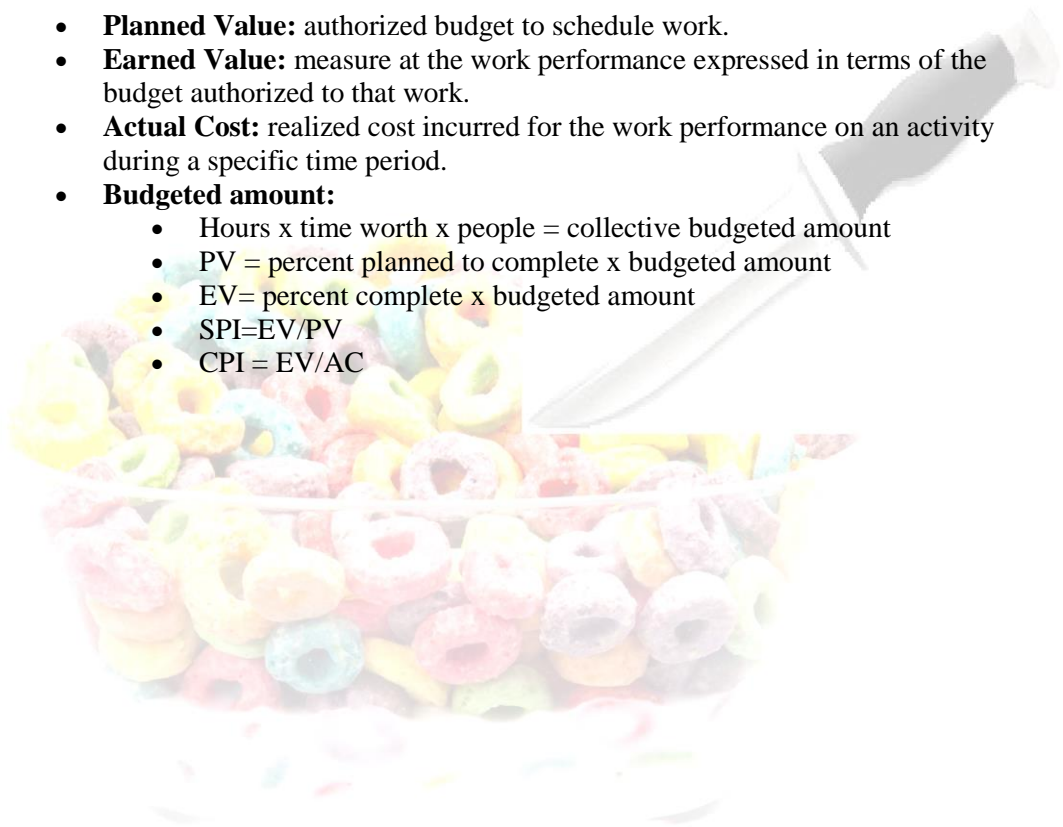 • Planned Value: authorized budget to schedule work.
• Earned Value: measure at the work performance expressed in terms of the
budget authorized to that work.
• Actual Cost: realized cost incurred for the work performance on an activity
during a specific time period.
• Budgeted amount:
• Hours x time worth x people = collective budgeted amount
• PV = percent planned to complete x budgeted amount
• EV= percent complete x budgeted amount
• SPI=EV/PV
• CPI = EV/AC